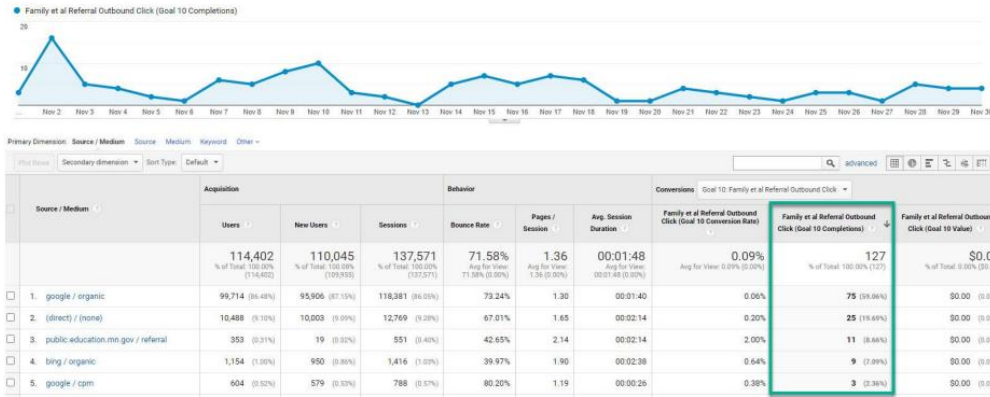 Family et al Referral Outbound Click (Goal 10 Completions)
10
... Nov 2 Nov 3 Nov 4 Nov 5 Nov 6 Nov 7 Nov 8 Nov 9 Nov 10 Nov 11 Nov 12 Nov 13 Nov 14 Nov 15 Nov 16 Nov 17 Nov 18 Nov 19 Nov 20 Nov 21 Nov 22 Nov 23 Nov 24 Nov 25 Nov 26 Nov 27 Nov 28 Nov 29 Nov 30
Primary Dimension: Source / Medium Source Medium Keyword Other
Plot Rows Secondary dimension Sort Type: Default advanced
Acquisition Behavior Conversions Goal 10: Family et al Referral Outbound Click
Source / Medium Users New Users Sessions Bounce Rate Pages / Session Avg. Session Duration Family et al Referral Outbound Click (Goal 10 Conversion Rate) Family et al Referral Outbound Click (Goal 10 Completions) Family et al Referral Outbound Click (Goal 10 Value)
114,402 110,045 137,571 71.58% 1.36 00:01:48 0.09% 127 $0.0
% of Total: 100.00% (114,402) % of Total: 100.08% (109,955) % of Total: 100.00% (137,571) Avg for View: 71.58% (0.00%) Avg for View: 1.36 (0.00%) Avg for View: 00:01:48 (0.00%) Avg for View: 0.09% (0.00%) % of Total: 100.00% (127) % of Total: 0.00% ($0.0
1. google / organic 99,714 (86.48%) 95,906 (87.15%) 118,381 (86.05%) 73.24% 1.30 00:01:40 0.06% 75 (59.06%) $0.00 (0.0
2. (direct) / (none) 10,488 (9.10%) 10,003 (9.09%) 12,769 (9.28%) 67.01% 1.65 00:02:14 0.20% 25 (19.69%) $0.00 (0.0
3. public.education.mn.gov / referral 353 (0.31%) 19 (0.02%) 551 (0.40%) 42.65% 2.14 00:02:14 2.00% 11 (8.66%) $0.00 (0.0
4. bing / organic 1,154 (1.00%) 950 (0.86%) 1,416 (1.03%) 39.97% 1.90 00:02:36 0.64% 9 (7.09%) $0.00 (0.0
5. google / cpm 604 (0.52%) 579 (0.53%) 788 (0.57%) 80.20% 1.19 00:00:26 0.38% 3 (2.36%) $0.00 (0.0